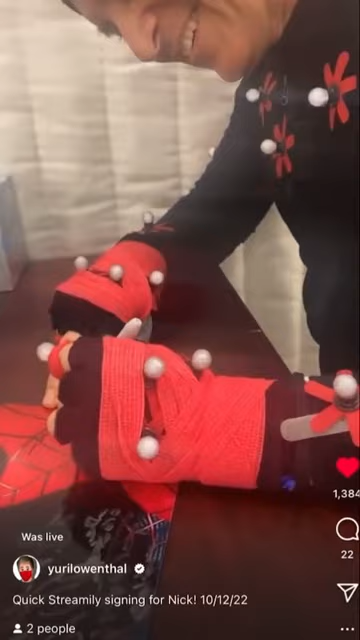 1,384
22
Was live
yurilowenthal
Quick Streamily signing for Nick! 10/12/22
2 people